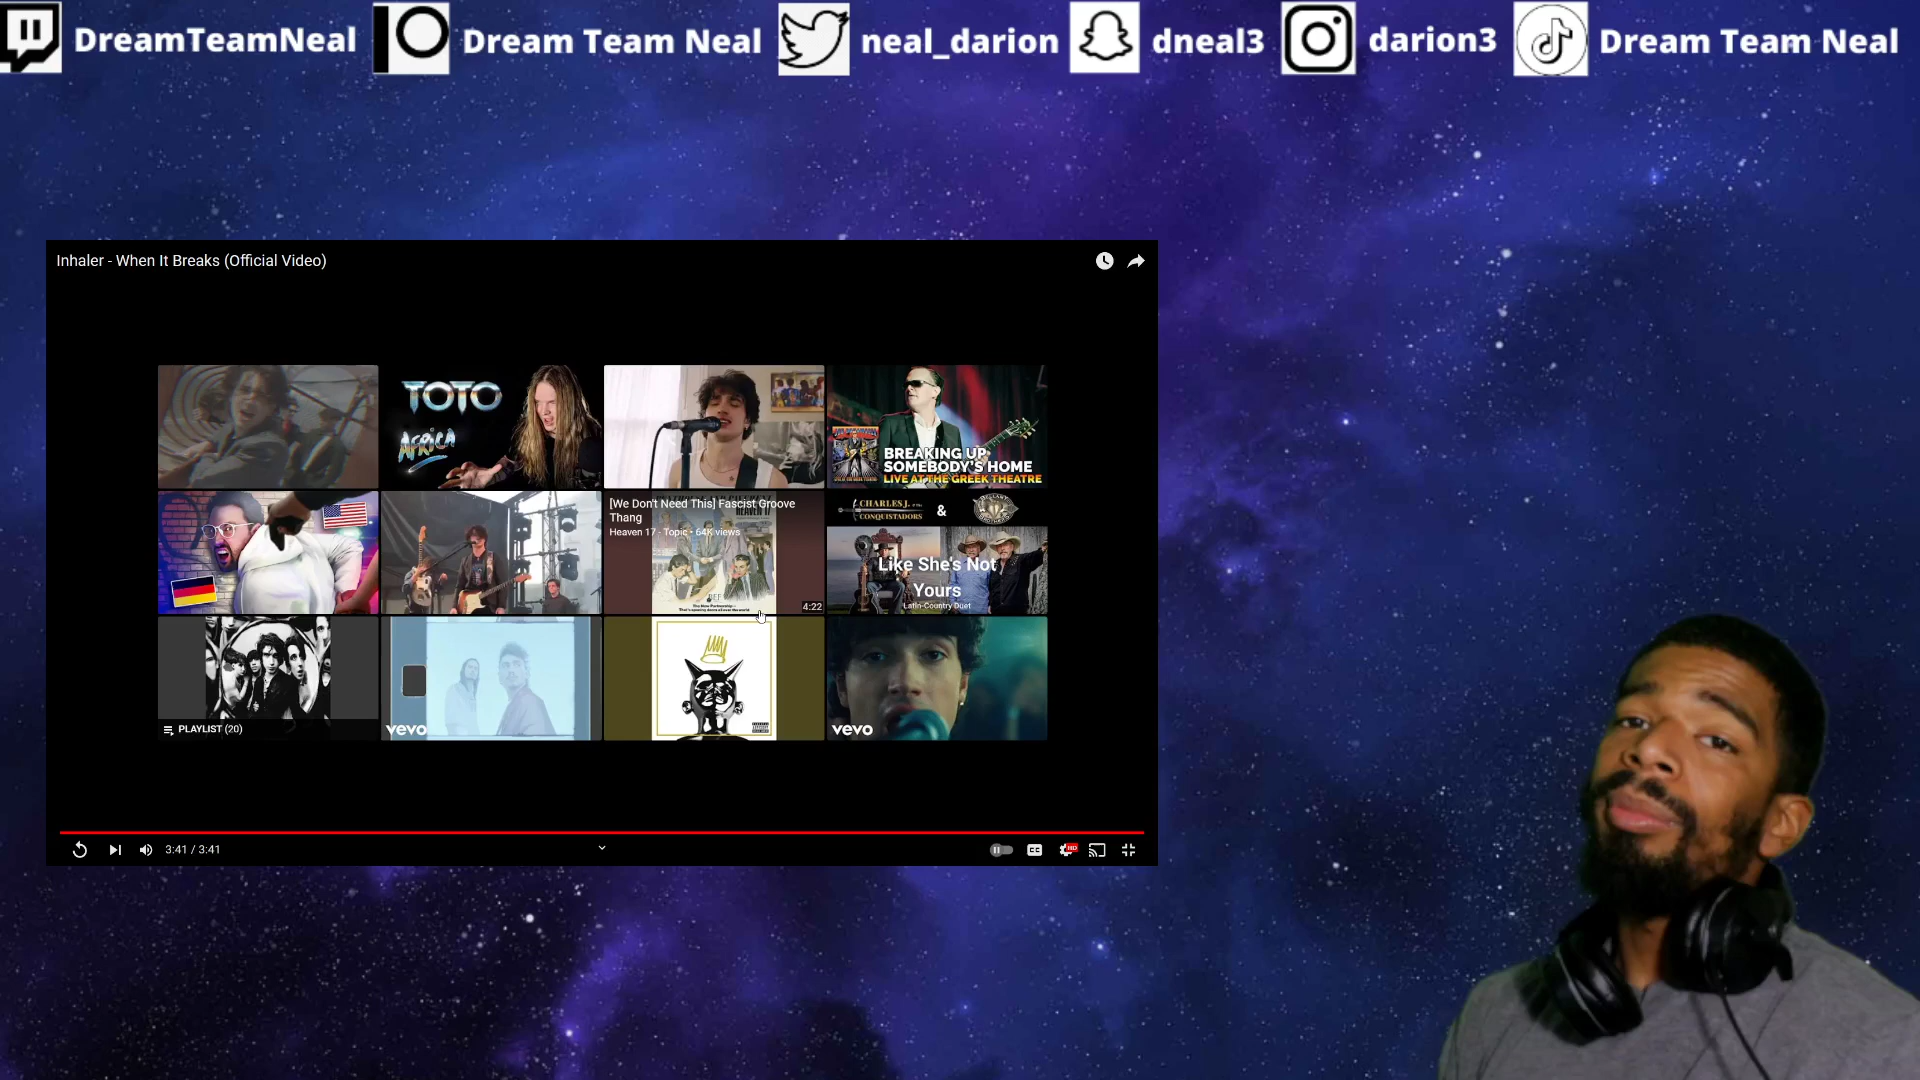 DreamTeamNeal
Dream Team Neal
neal_darion
dneal3
darion3
Dream Team Neal
Inhaler - When It Breaks (Official Video)
TOTO
AFRICA
BREAKING UP
SOMEBODY'S HOME
LIVE AT THE GREEK THEATRE
[We Don't Need This] Fascist Groove
Thang
Heaven 17 - Topic • 64K views
4:22
CHARLES J.
CONQUISTADORS
&
Like She's Not
Yours
Latin-Country Duet
PLAYLIST (20)
vevo
vevo
3:41 / 3:41
CC
HD